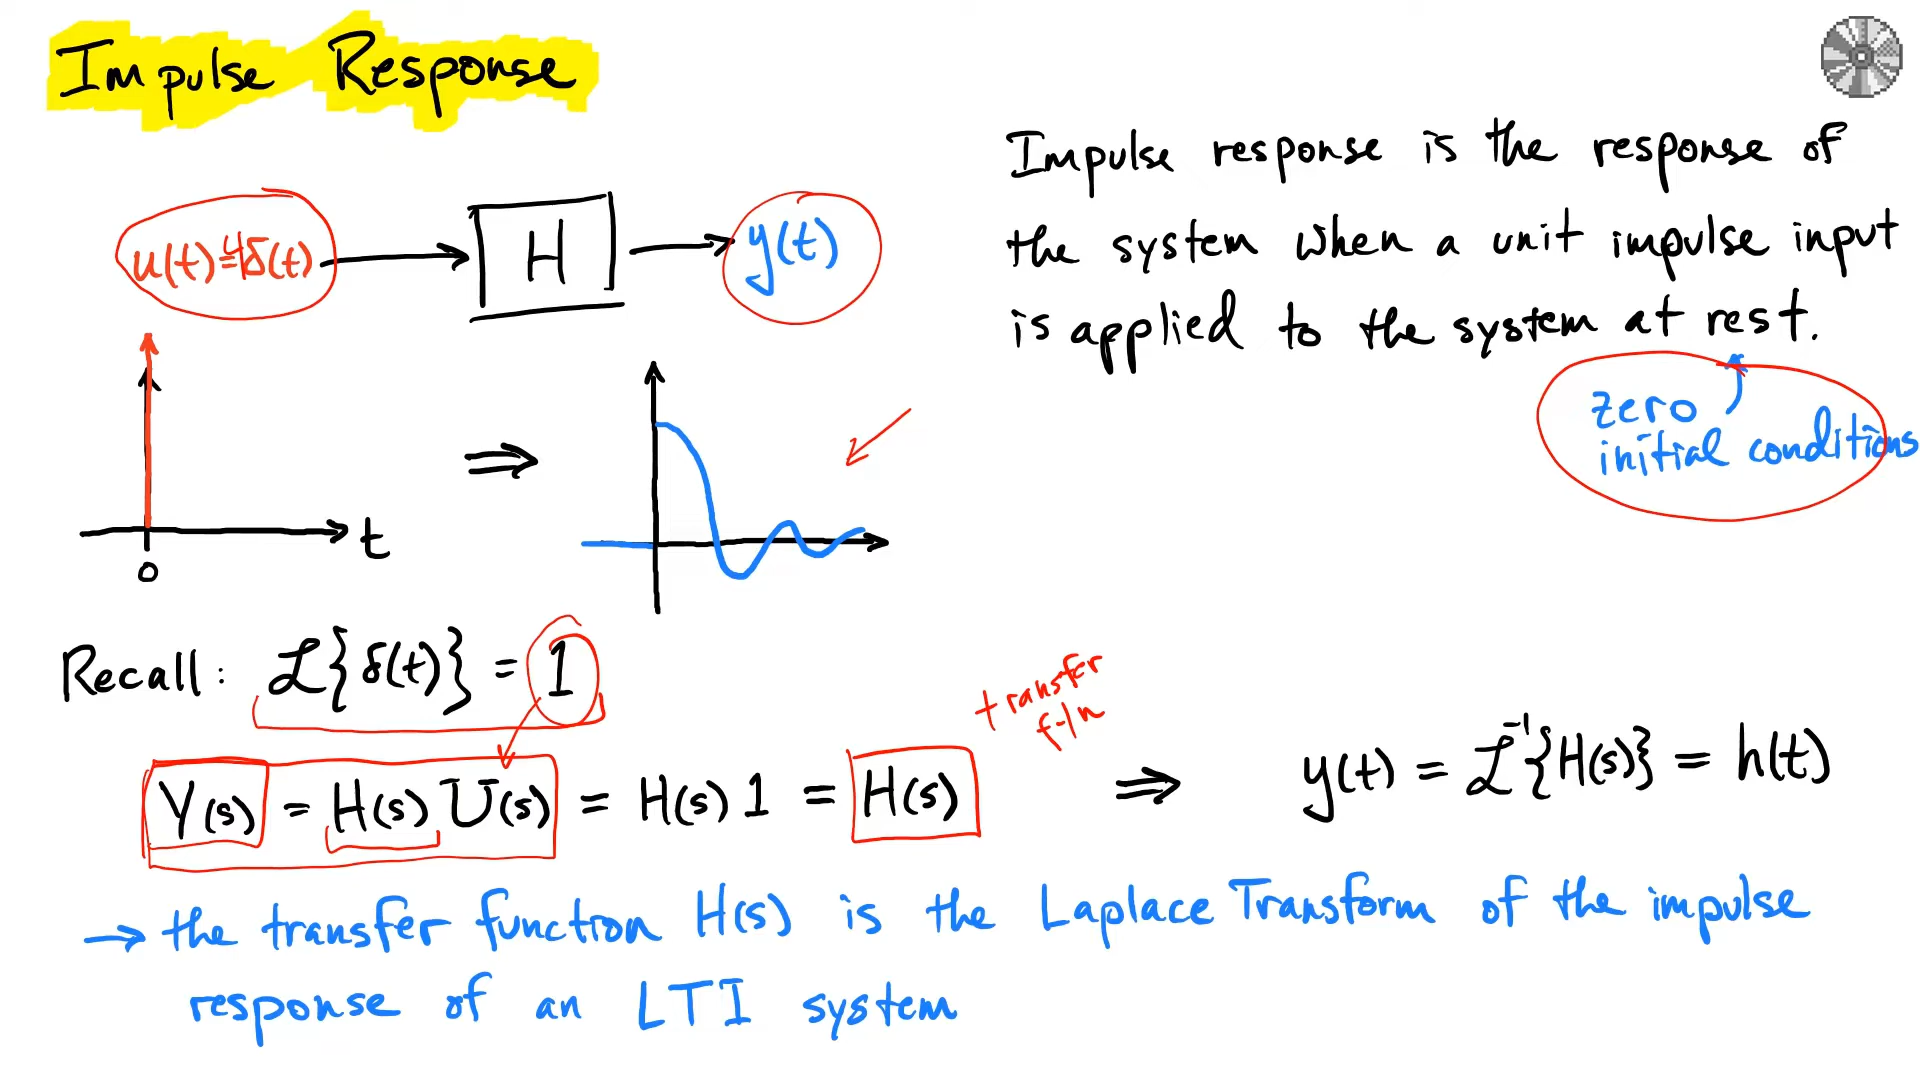 Impulse Response
Impulse response is the response of
the system when a unit impulse input
is applied to the system at rest.
zero
initial conditions
H
y(t)
t
0
Recall: ℒ{δ(t)} = 1
transfer
f-/n
Y(s) = H(s) U(s) = H(s) 1 = H(s)
⇒ y(t) = ℒ⁻¹{H(s)} = h(t)
→ the transfer function H(s) is the Laplace Transform of the impulse
response of an LTI system